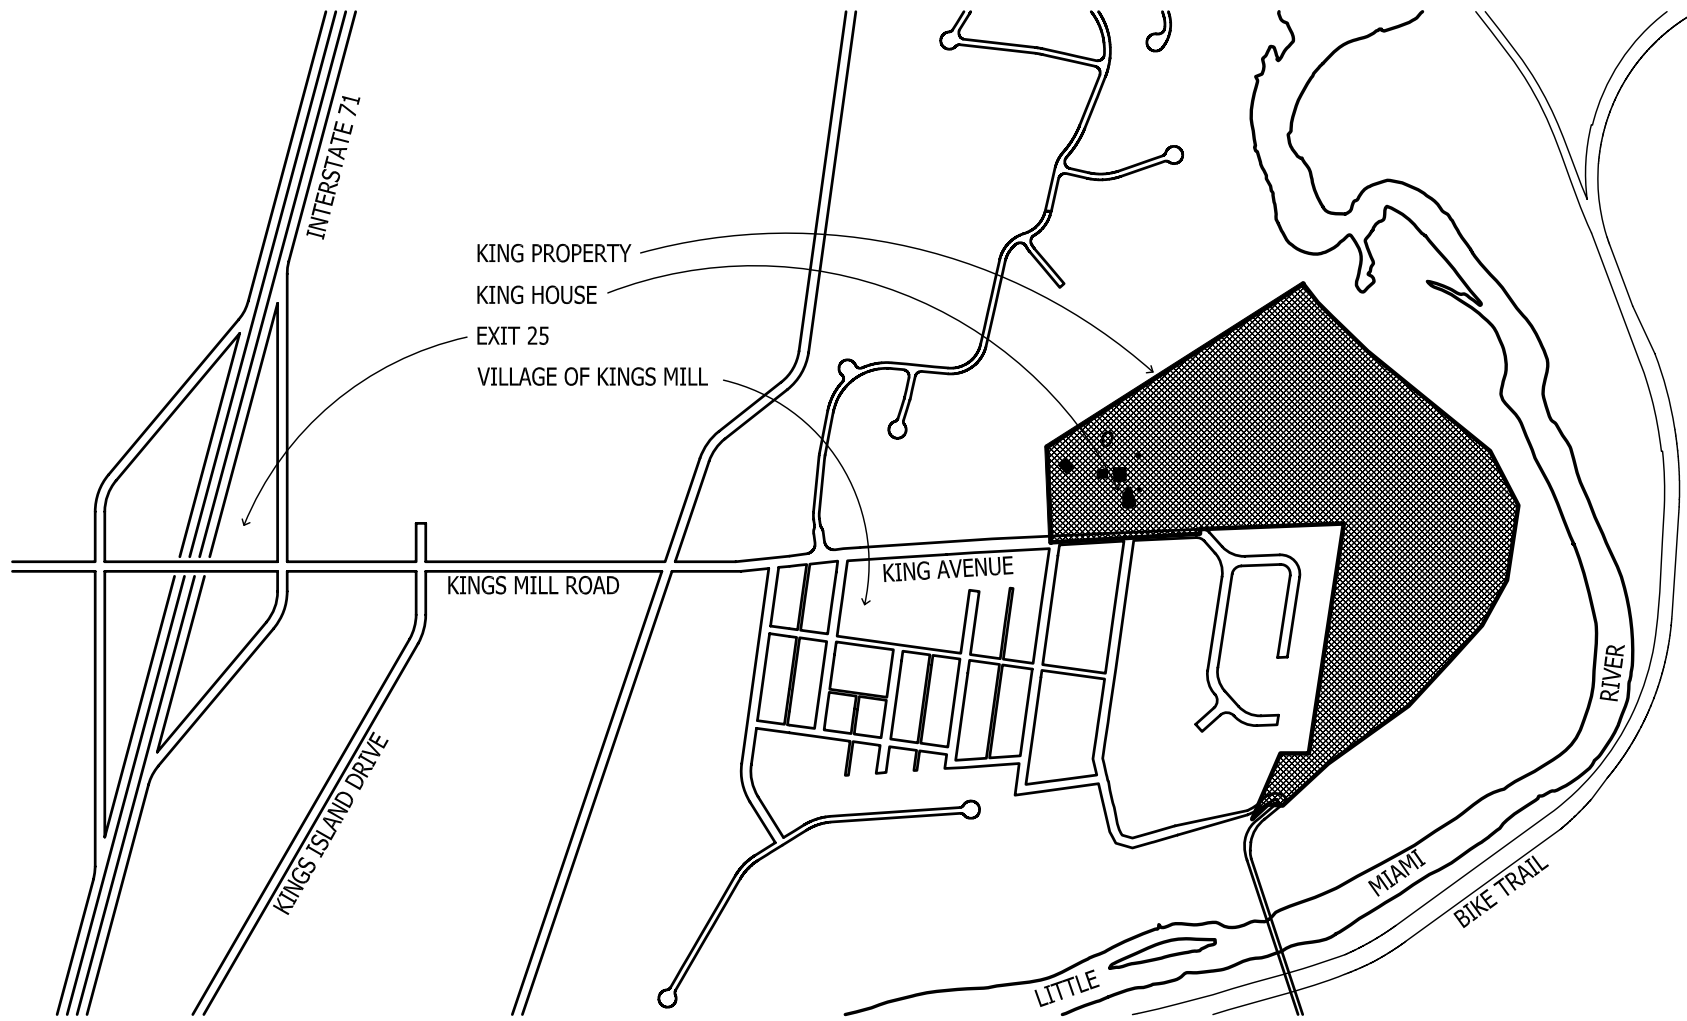 INTERSTATE 71
KING PROPERTY
KING HOUSE
EXIT 25
VILLAGE OF KINGS MILL
KINGS MILL ROAD
KING AVENUE
KINGS ISLAND DRIVE
RIVER
MIAMI
LITTLE
BIKE TRAIL